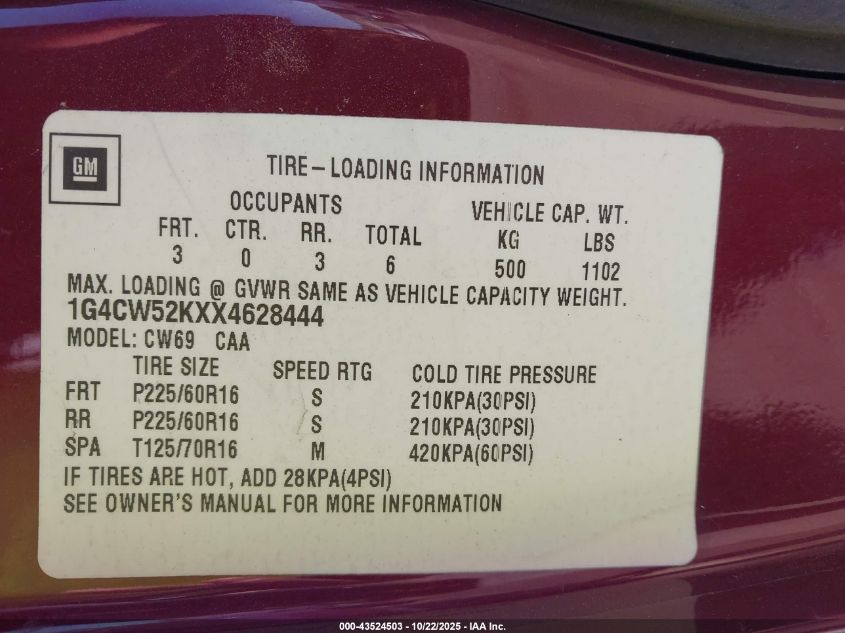 GM
TIRE-LOADING INFORMATION
OCCUPANTS VEHICLE CAP. WT.
FRT. CTR. RR. TOTAL KG LBS
3 0 3 6 500 1102
MAX. LOADING @ GVWR SAME AS VEHICLE CAPACITY WEIGHT.
1G4CW52KXX4628444
MODEL: CW69 CAA
TIRE SIZE SPEED RTG COLD TIRE PRESSURE
FRT P225/60R16 S 210KPA(30PSI)
RR P225/60R16 S 210KPA(30PSI)
SPA T125/70R16 M 420KPA(60PSI)
IF TIRES ARE HOT, ADD 28KPA(4PSI)
SEE OWNER'S MANUAL FOR MORE INFORMATION
000-43524503 - 10/22/2025 - IAA Inc.